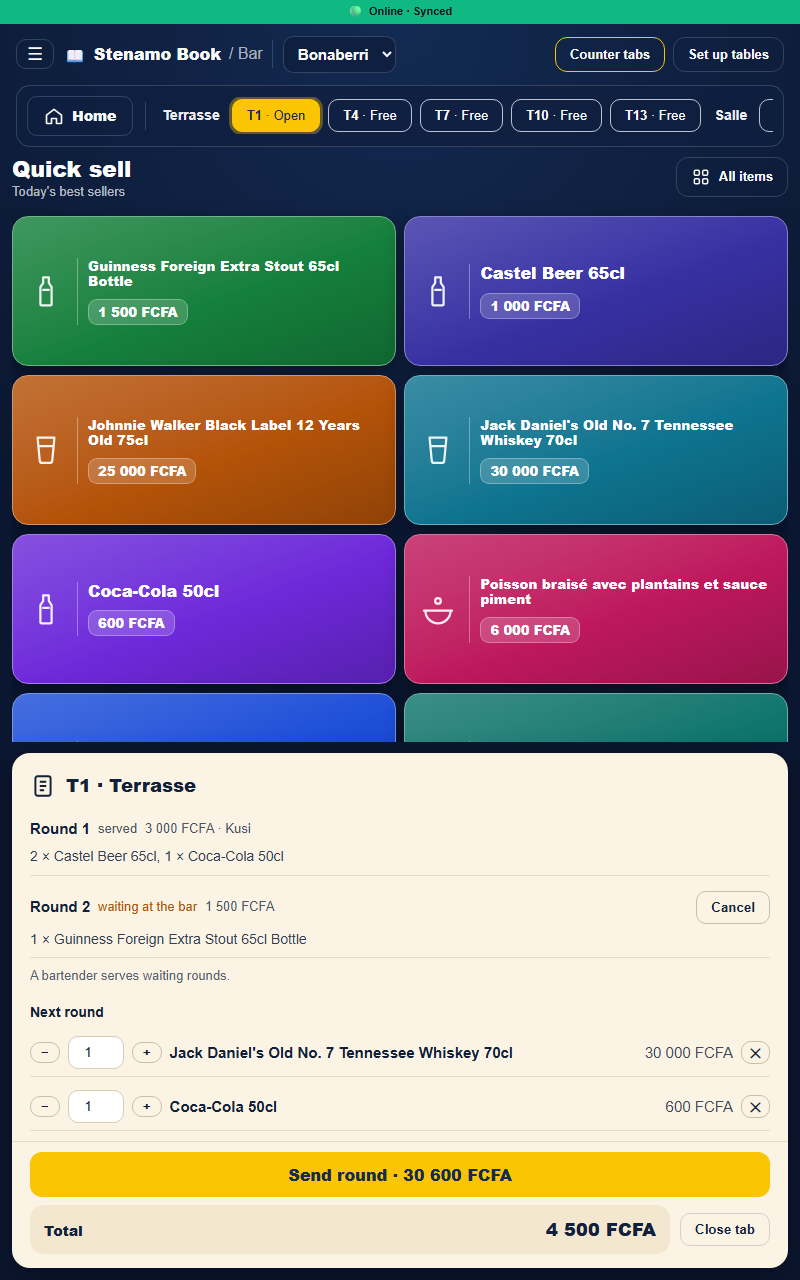 Online · Synced
☰ Stenamo Book / Bar Bonaberri Counter tabs Set up tables
Home Terrasse T1 · Open T4 · Free T7 · Free T10 · Free T13 · Free Salle
Quick sell
Today's best sellers
All items
Guinness Foreign Extra Stout 65cl
Bottle
1 500 FCFA
Castel Beer 65cl
1 000 FCFA
Johnnie Walker Black Label 12 Years
Old 75cl
25 000 FCFA
Jack Daniel's Old No. 7 Tennessee
Whiskey 70cl
30 000 FCFA
Coca-Cola 50cl
600 FCFA
Poisson braisé avec plantains et sauce
piment
6 000 FCFA
T1 · Terrasse
Round 1 served 3 000 FCFA · Kusi
2 × Castel Beer 65cl, 1 × Coca-Cola 50cl
Round 2 waiting at the bar 1 500 FCFA Cancel
1 × Guinness Foreign Extra Stout 65cl Bottle
A bartender serves waiting rounds.
Next round
− 1 + Jack Daniel's Old No. 7 Tennessee Whiskey 70cl 30 000 FCFA ×
− 1 + Coca-Cola 50cl 600 FCFA ×
Send round · 30 600 FCFA
Total 4 500 FCFA Close tab